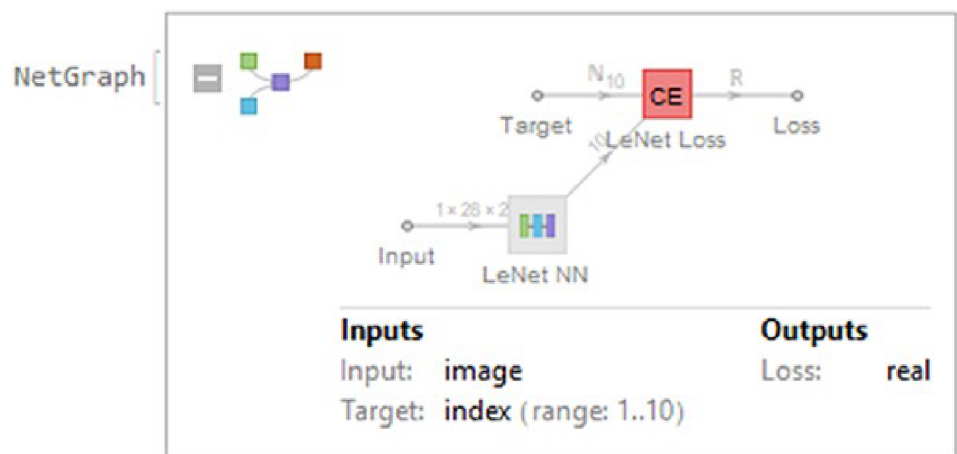 NetGraph
N10
CE
R
Target
LeNet Loss
Loss
10
1×28×2
Input
LeNet NN
Inputs
Outputs
Input: image
Loss: real
Target: index (range: 1..10)